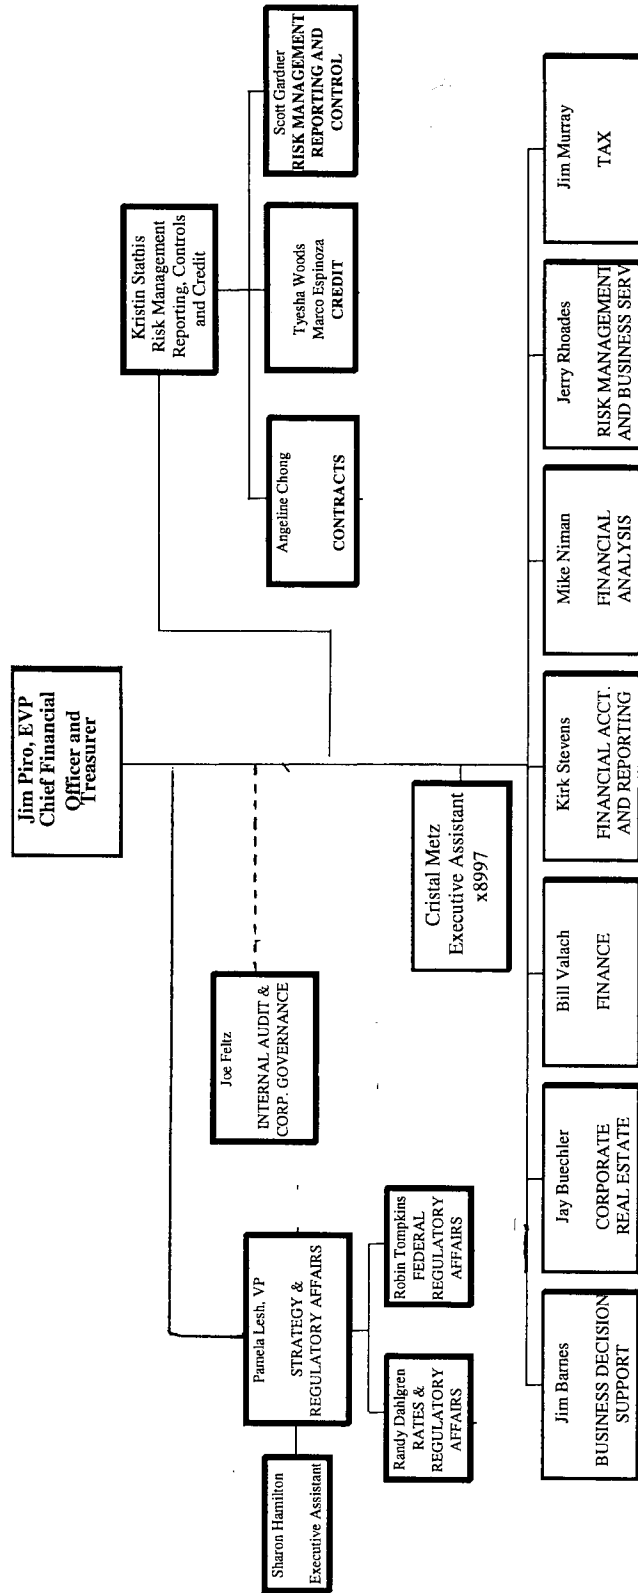 Jim Piro, EVP
Chief Financial
Officer and
Treasurer
Kristin Stathis
Risk Management
Reporting, Controls
and Credit
Joe Feltz
INTERNAL AUDIT &
CORP. GOVERNANCE
Pamela Lesh, VP
STRATEGY &
REGULATORY AFFAIRS
Sharon Hamilton
Executive Assistant
Angeline Chong
CONTRACTS
Tyesha Woods
Marco Espinoza
CREDIT
Scott Gardner
RISK MANAGEMENT
REPORTING AND
CONTROL
Randy Dahlgren
RATES &
REGULATORY
AFFAIRS
Robin Tompkins
FEDERAL
REGULATORY
AFFAIRS
Cristal Metz
Executive Assistant
x8997
Jim Barnes
BUSINESS DECISION
SUPPORT
Jay Buechler
CORPORATE
REAL ESTATE
Bill Valach
FINANCE
Kirk Stevens
FINANCIAL ACCT.
AND REPORTING
Mike Niman
FINANCIAL
ANALYSIS
Jerry Rhoades
RISK MANAGEMENT
AND BUSINESS SERV
Jim Murray
TAX